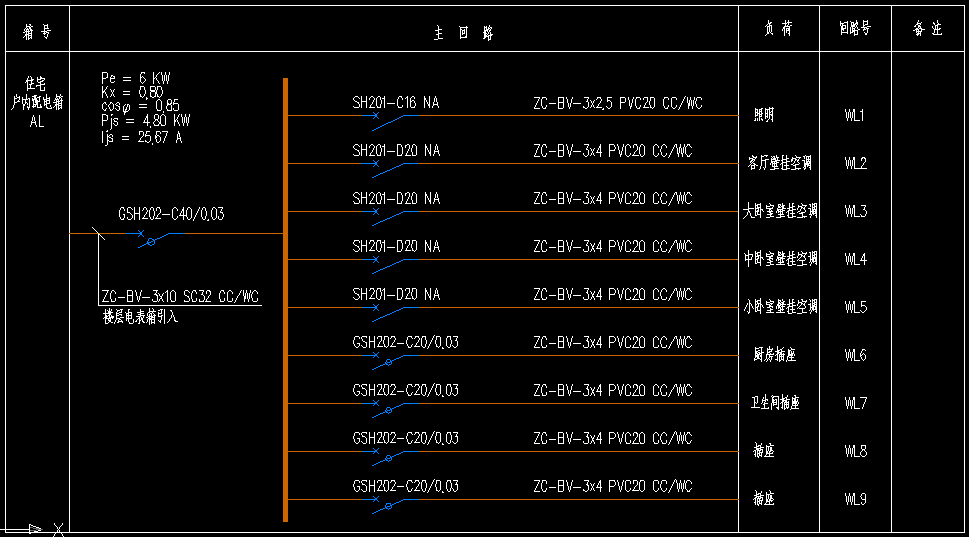 箱 号
主 回 路
负 荷
回路号
备 注
住宅
户内配电箱
AL
Pe = 6 KW
Kx = 0.80
cosφ = 0.85
Pjs = 4.80 KW
Ijs = 25.67 A
GSH202-C40/0.03
ZC-BV-3x10 SC32 CC/WC
楼层电表箱引入
SH201-C16 NA ZC-BV-3x2.5 PVC20 CC/WC 照明 WL1
SH201-D20 NA ZC-BV-3x4 PVC20 CC/WC 客厅壁挂空调 WL2
SH201-D20 NA ZC-BV-3x4 PVC20 CC/WC 大卧室壁挂空调 WL3
SH201-D20 NA ZC-BV-3x4 PVC20 CC/WC 中卧室壁挂空调 WL4
SH201-D20 NA ZC-BV-3x4 PVC20 CC/WC 小卧室壁挂空调 WL5
GSH202-C20/0.03 ZC-BV-3x4 PVC20 CC/WC 厨房插座 WL6
GSH202-C20/0.03 ZC-BV-3x4 PVC20 CC/WC 卫生间插座 WL7
GSH202-C20/0.03 ZC-BV-3x4 PVC20 CC/WC 插座 WL8
GSH202-C20/0.03 ZC-BV-3x4 PVC20 CC/WC 插座 WL9
X